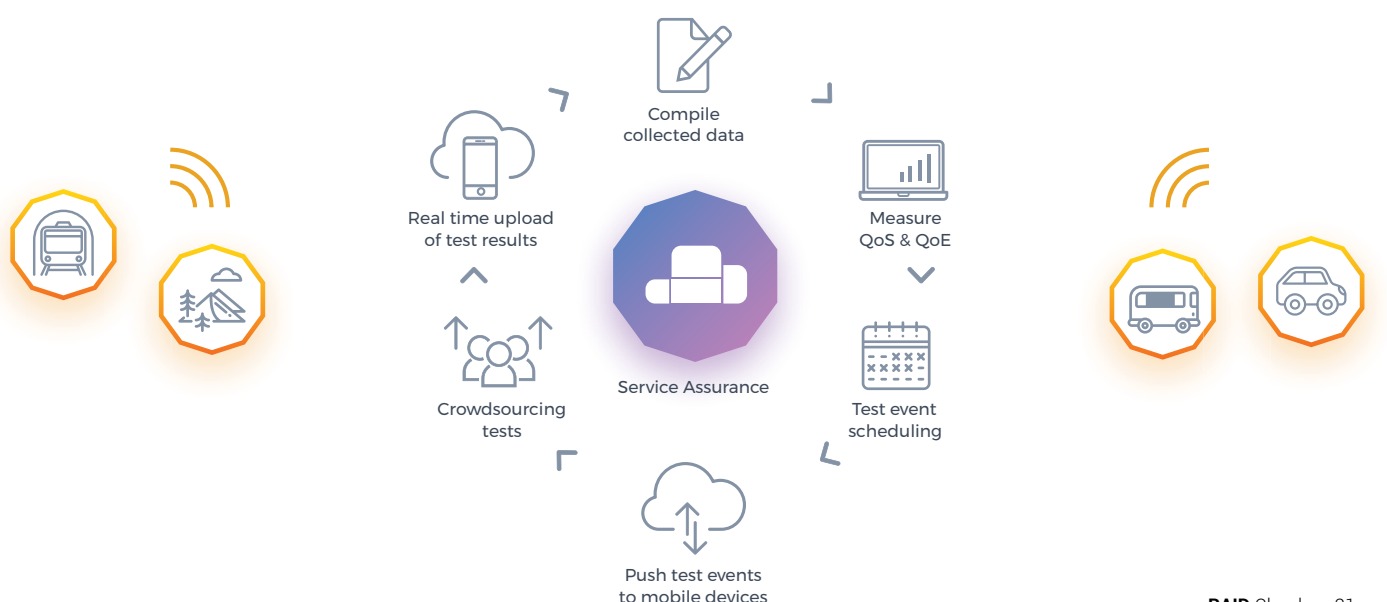 Compile
collected data
Real time upload
of test results
Measure
QoS & QoE
Service Assurance
Crowdsourcing
tests
Test event
scheduling
Push test events
to mobile devices